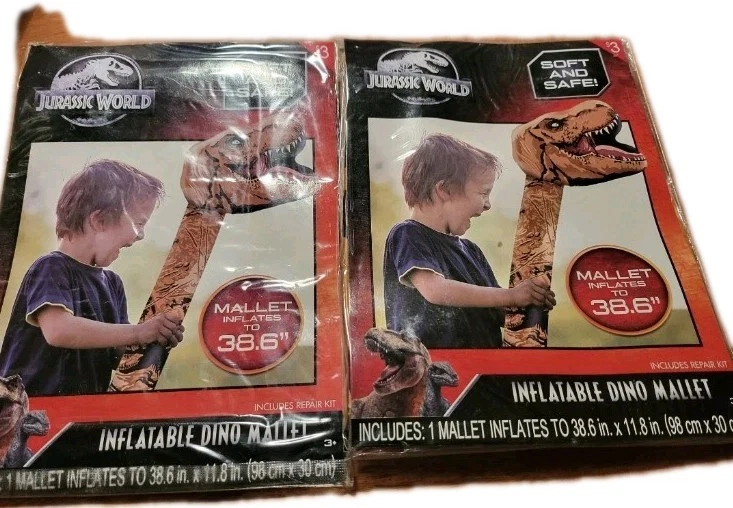 JURASSIC WORLD
$3
SAFE!
MALLET
INFLATES
TO
38.6"
INCLUDES REPAIR KIT
INFLATABLE DINO MALLET
3+
: 1 MALLET INFLATES TO 38.6 in. x 11.8 in. (98 cm x 30 cm)
JURASSIC WORLD
$3
SOFT
AND
SAFE!
MALLET
INFLATES
TO
38.6"
INCLUDES REPAIR KIT
INFLATABLE DINO MALLET
INCLUDES: 1 MALLET INFLATES TO 38.6 in. x 11.8 in. (98 cm x 30 c